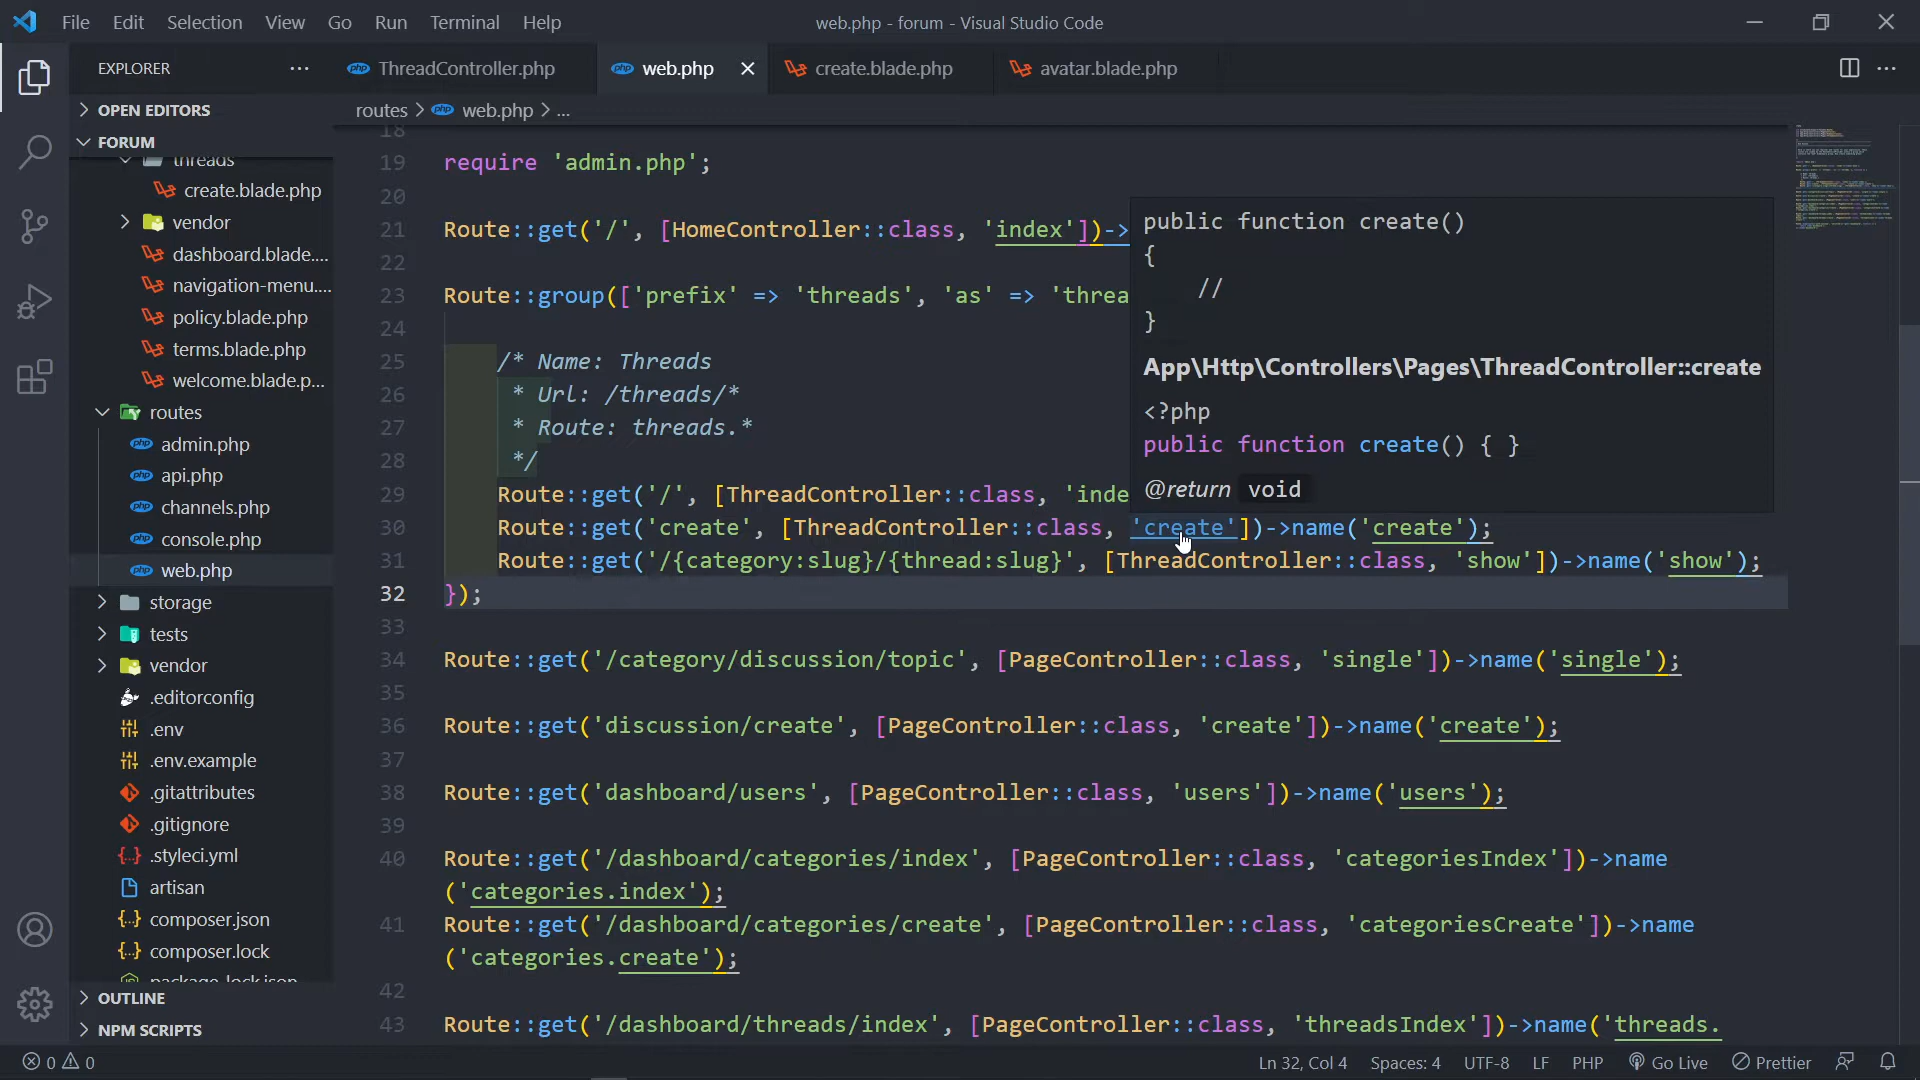 File Edit Selection View Go Run Terminal Help
web.php - forum - Visual Studio Code
EXPLORER
ThreadController.php
web.php
create.blade.php
avatar.blade.php
OPEN EDITORS
FORUM
threads
create.blade.php
vendor
dashboard.blade....
navigation-menu....
policy.blade.php
terms.blade.php
welcome.blade.p...
routes
admin.php
api.php
channels.php
console.php
web.php
storage
tests
vendor
.editorconfig
.env
.env.example
.gitattributes
.gitignore
.styleci.yml
artisan
composer.json
composer.lock
package-lock.json
OUTLINE
NPM SCRIPTS
routes > web.php > ...
18
19 require 'admin.php';
20
21 Route::get('/', [HomeController::class, 'index'])->
22
23 Route::group(['prefix' => 'threads', 'as' => 'threa
24
25 /* Name: Threads
26 * Url: /threads/*
27 * Route: threads.*
28 */
29 Route::get('/', [ThreadController::class, 'inde
30 Route::get('create', [ThreadController::class, 'create'])->name('create');
31 Route::get('/{category:slug}/{thread:slug}', [ThreadController::class, 'show'])->name('show');
32 });
33
34 Route::get('/category/discussion/topic', [PageController::class, 'single'])->name('single');
35
36 Route::get('discussion/create', [PageController::class, 'create'])->name('create');
37
38 Route::get('dashboard/users', [PageController::class, 'users'])->name('users');
39
40 Route::get('/dashboard/categories/index', [PageController::class, 'categoriesIndex'])->name
('categories.index');
41 Route::get('/dashboard/categories/create', [PageController::class, 'categoriesCreate'])->name
('categories.create');
42
43 Route::get('/dashboard/threads/index', [PageController::class, 'threadsIndex'])->name('threads.
public function create()
{
//
}
App\Http\Controllers\Pages\ThreadController::create
<?php
public function create() { }
@return void
0 0
Ln 32, Col 4
Spaces: 4
UTF-8
LF
PHP
Go Live
Prettier